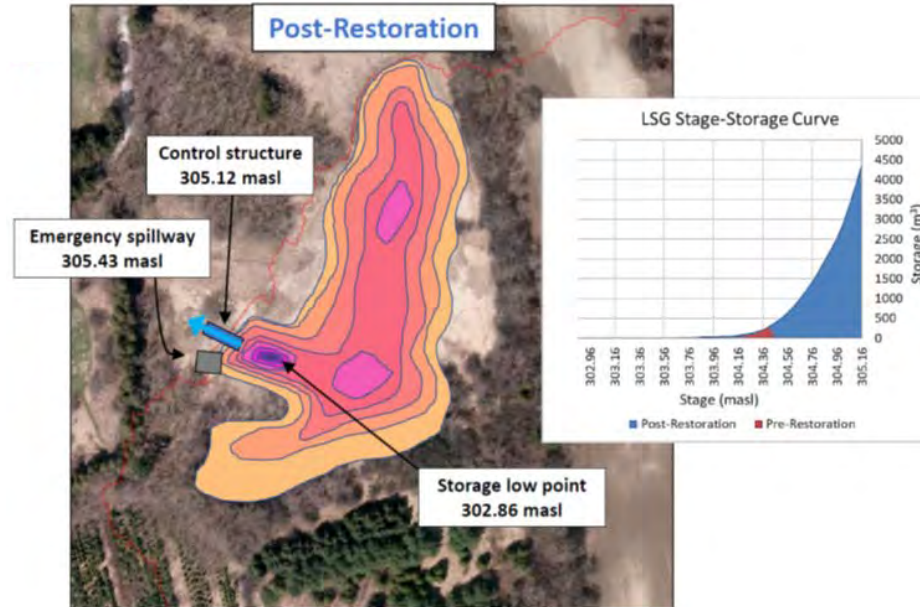 Post-Restoration
Control structure
305.12 masl
Emergency spillway
305.43 masl
Storage low point
302.86 masl
LSG Stage-Storage Curve
5000
4500
4000
3500
3000
2500
2000
1500
1000
500
0
Storage (m³)
302.96
303.16
303.36
303.56
303.76
303.96
304.16
304.36
304.56
304.76
304.96
305.16
Stage (masl)
Post-Restoration
Pre-Restoration